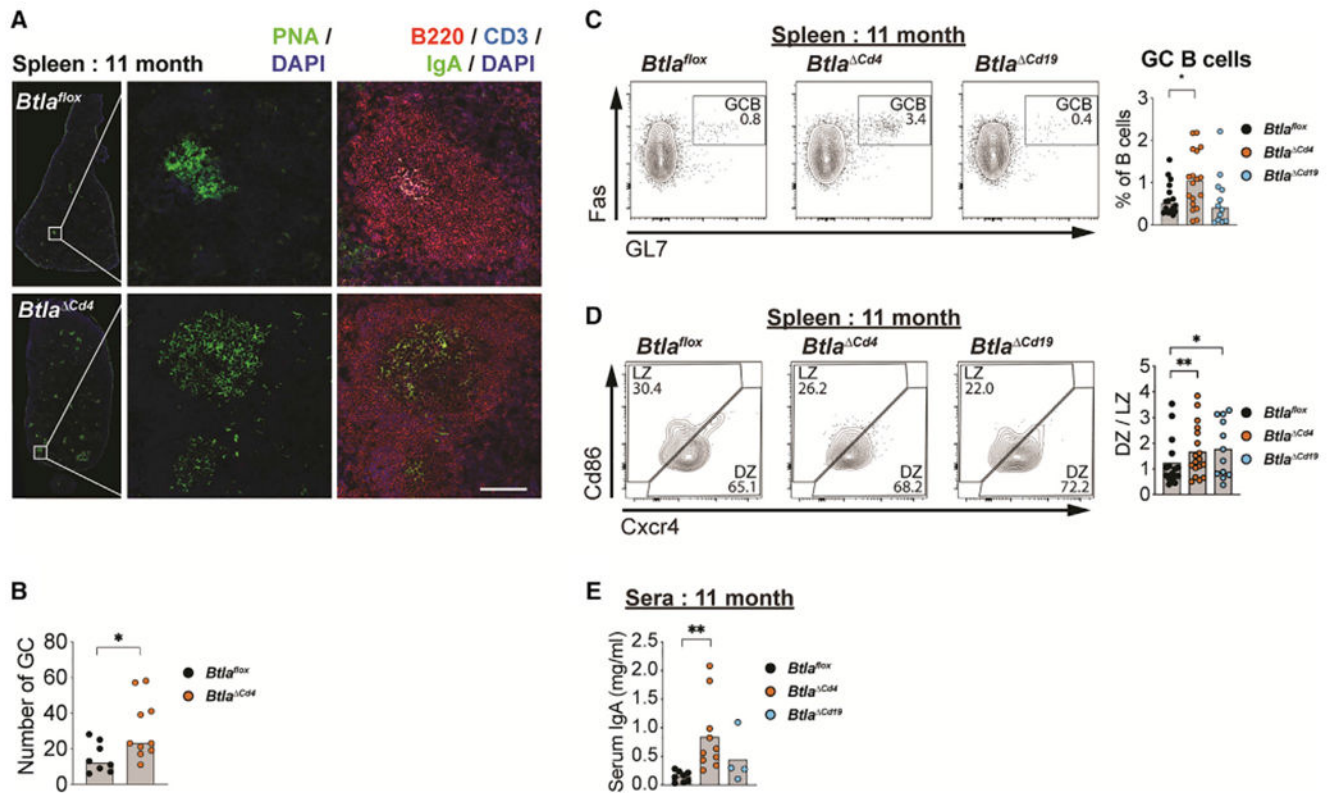 A
Spleen : 11 month
PNA /
DAPI
B220 / CD3 /
IgA / DAPI
Btla^flox
Btla^ΔCd4
B
Number of GC
80
60
40
20
0
*
Btla^flox
Btla^ΔCd4
C
Spleen : 11 month
Btla^flox
Btla^ΔCd4
Btla^ΔCd19
GCB
0.8
GCB
3.4
GCB
0.4
Fas
GL7
GC B cells
*
% of B cells
3
2
1
0
Btla^flox
Btla^ΔCd4
Btla^ΔCd19
D
Spleen : 11 month
Btla^flox
Btla^ΔCd4
Btla^ΔCd19
LZ
30.4
DZ
65.1
LZ
26.2
DZ
68.2
LZ
22.0
DZ
72.2
Cd86
Cxcr4
*
**
DZ / LZ
5
4
3
2
1
0
Btla^flox
Btla^ΔCd4
Btla^ΔCd19
E
Sera : 11 month
**
Serum IgA (mg/ml)
2.5
2.0
1.5
1.0
0.5
0.0
Btla^flox
Btla^ΔCd4
Btla^ΔCd19